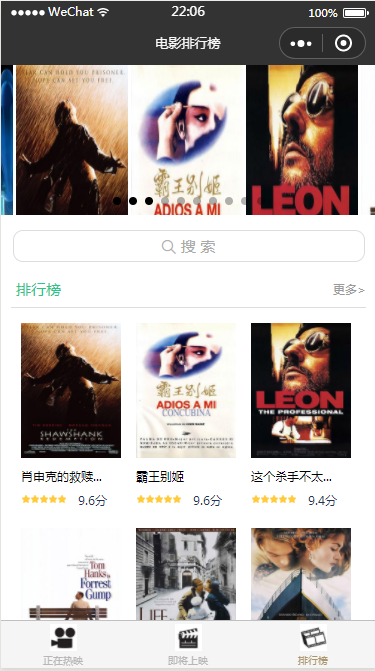 WeChat 22:06 100%
电影排行榜
FEAR CAN HOLD YOU PRISONER.
HOPE CAN SET YOU FREE.
霸王别姬
ADIOS A MI
LEON
搜 索
排行榜 更多>
SHAWSHANK
REDEMPTION
霸王别姬
ADIOS A MI
CONCUBINA
LEON
THE PROFESSIONAL
肖申克的救赎... 霸王别姬 这个杀手不太...
9.6分 9.6分 9.4分
Tom
Hanks is
Forrest
Gump
LIFE
正在热映 即将上映 排行榜